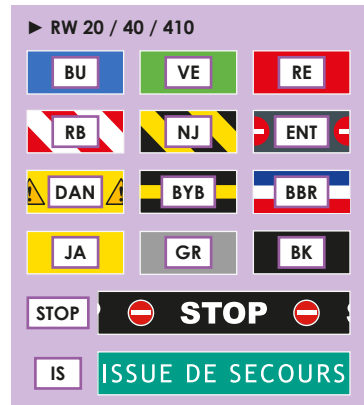 ► RW 20 / 40 / 410
BU VE RE
RB NJ ENT
DAN BYB BBR
JA GR BK
STOP STOP S
IS ISSUE DE SECOURS